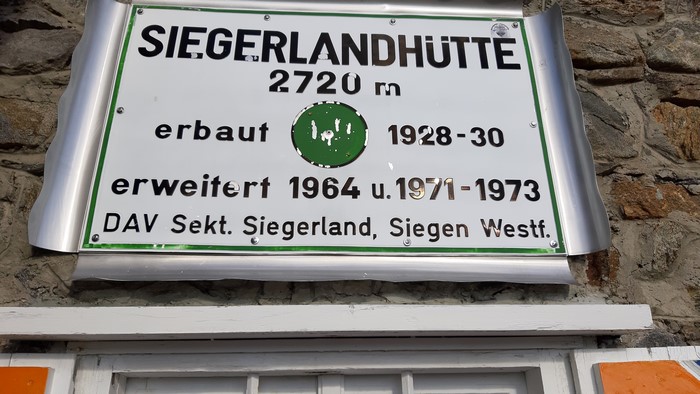 SIEGERLANDHÜTTE
2720 m
erbaut 1928-30
erweitert 1964 u. 1971-1973
DAV Sekt. Siegerland, Siegen Westf.